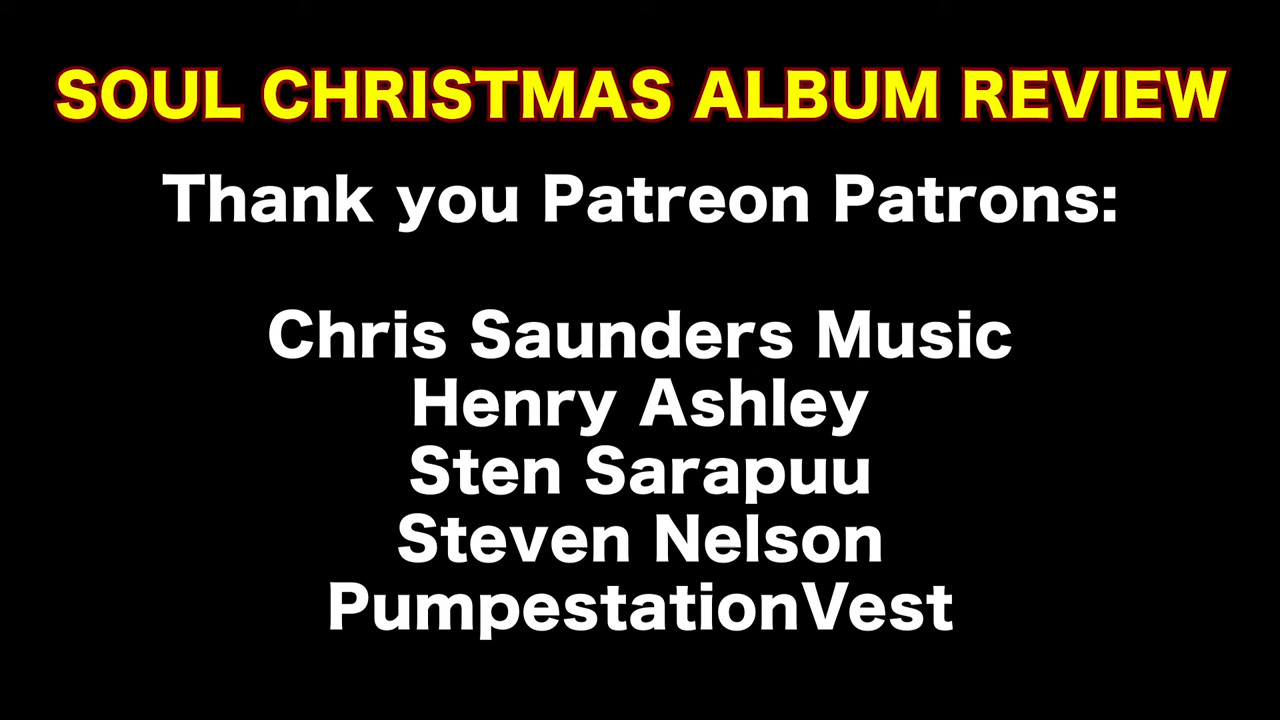 SOUL CHRISTMAS ALBUM REVIEW
Thank you Patreon Patrons:
Chris Saunders Music
Henry Ashley
Sten Sarapuu
Steven Nelson
PumpestationVest